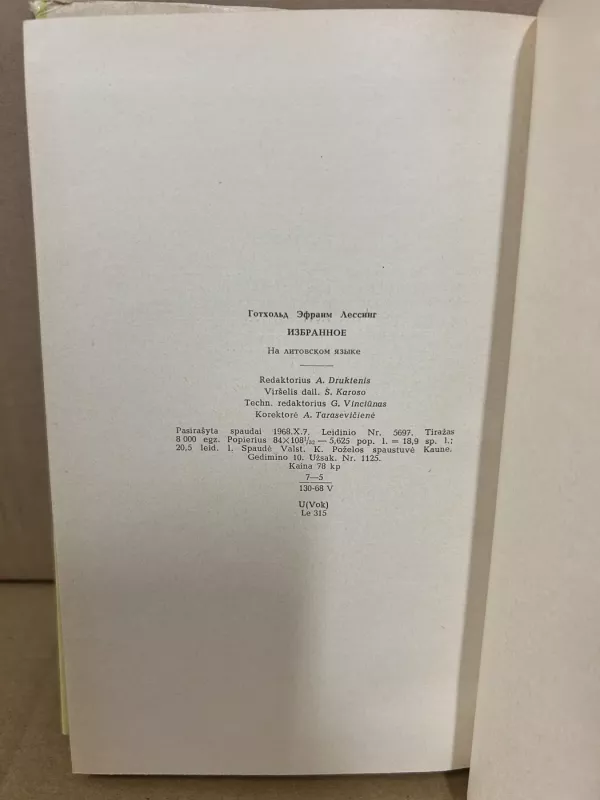 Готхольд Эфраим Лессинг
ИЗБРАННОЕ
На литовском языке
Redaktorius A. Druktenis
Viršelis dail. S. Karoso
Techn. redaktorius G. Vinciūnas
Korektorė A. Tarasevičienė
Pasirašyta spaudai 1968.X.7. Leidinio Nr. 5697. Tiražas
8 000 egz. Popierius 84×108¹/₃₂ — 5,625 pop. l. = 18,9 sp. l.;
20,5 leid. l. Spaudė Valst. K. Poželos spaustuvė Kaune,
Gedimino 10. Užsak. Nr. 1125.
Kaina 78 kp
7—5
130-68 V
U(Vok)
Le 315